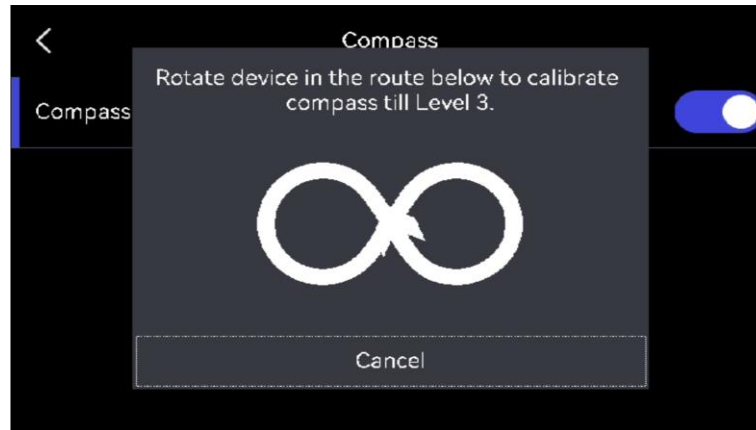 Compass
Rotate device in the route below to calibrate
compass till Level 3.
Compass
Cancel